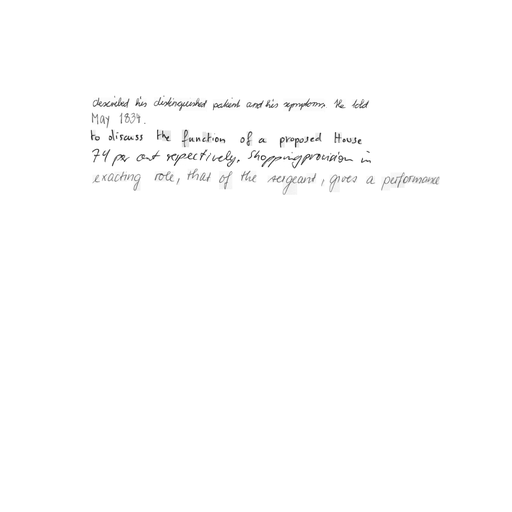 described his distinguished patient and his symptoms. He told
May 1834.
to discuss the function of a proposed House
74 per cent respectively. Shopping provision in
exacting role, that of the sergeant, gives a performance